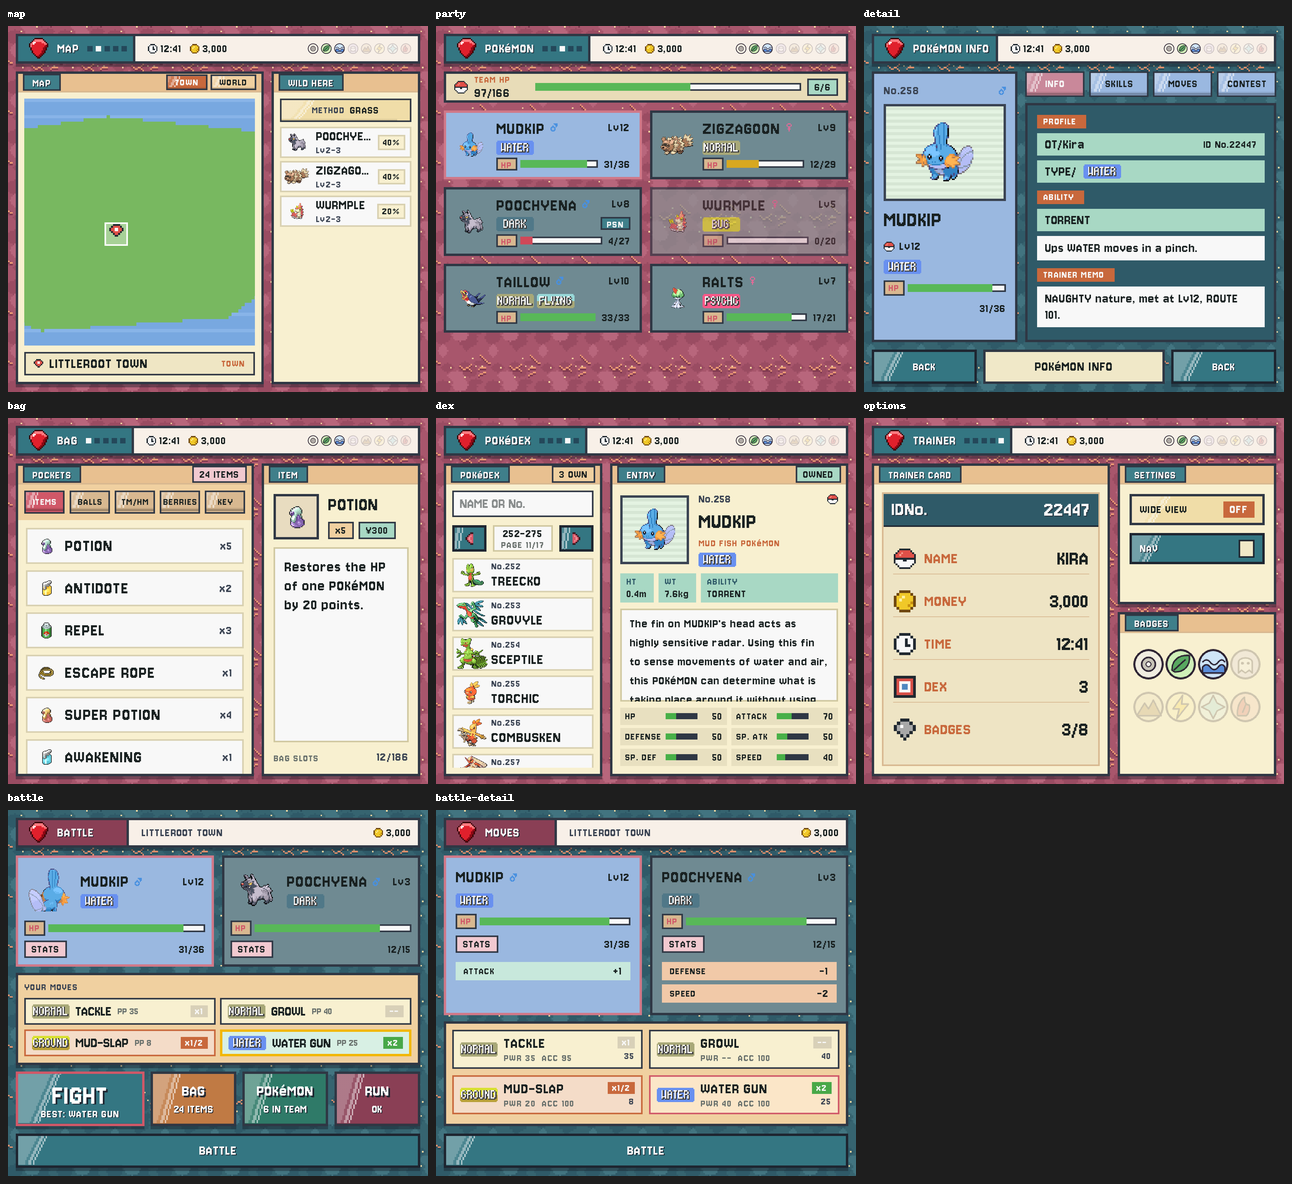 map
MAP
12:41
3,000
MAP
TOWN
WORLD
LITTLEROOT TOWN
TOWN
WILD HERE
METHOD GRASS
POOCHYE...
Lv2-3
40%
ZIGZAGO...
Lv2-3
40%
WURMPLE
Lv2-3
20%
party
POKéMON
12:41
3,000
TEAM HP
97/166
6/6
MUDKIP ♂ Lv12
WATER
HP
31/36
ZIGZAGOON ♀ Lv9
NORMAL
HP
12/29
POOCHYENA ♂ Lv8
DARK
PSN
HP
4/27
WURMPLE ♀ Lv5
BUG
HP
0/20
TAILLOW ♂ Lv10
NORMAL FLYING
HP
33/33
RALTS ♀ Lv7
PSYCHC
HP
17/21
detail
POKéMON INFO
12:41
3,000
No.258 ♂
MUDKIP
Lv12
WATER
HP
31/36
INFO
SKILLS
MOVES
CONTEST
PROFILE
OT/Kira
ID No.22447
TYPE/ WATER
ABILITY
TORRENT
Ups WATER moves in a pinch.
TRAINER MEMO
NAUGHTY nature, met at Lv12, ROUTE
101.
BACK
POKéMON INFO
BACK
bag
BAG
12:41
3,000
POCKETS
24 ITEMS
ITEMS
BALLS
TM/HM
BERRIES
KEY
POTION x5
ANTIDOTE x2
REPEL x3
ESCAPE ROPE x1
SUPER POTION x4
AWAKENING x1
ITEM
POTION
x5
¥300
Restores the HP
of one POKéMON
by 20 points.
BAG SLOTS 12/186
dex
POKéDEX
12:41
3,000
POKéDEX
3 OWN
NAME OR No.
252-275
PAGE 11/17
No.252
TREECKO
No.253
GROVYLE
No.254
SCEPTILE
No.255
TORCHIC
No.256
COMBUSKEN
No.257
ENTRY
OWNED
No.258
MUDKIP
MUD FISH POKéMON
WATER
HT
0.4m
WT
7.6kg
ABILITY
TORRENT
The fin on MUDKIP's head acts as
highly sensitive radar. Using this fin
to sense movements of water and air,
this POKéMON can determine what is
taking place around it without using
HP 50
ATTACK 70
DEFENSE 50
SP. ATK 50
SP. DEF 50
SPEED 40
options
TRAINER
12:41
3,000
TRAINER CARD
IDNo. 22447
NAME KIRA
MONEY 3,000
TIME 12:41
DEX 3
BADGES 3/8
SETTINGS
WIDE VIEW OFF
NAV
BADGES
battle
BATTLE
LITTLEROOT TOWN
3,000
MUDKIP ♂ Lv12
WATER
HP
STATS 31/36
POOCHYENA ♂ Lv3
DARK
HP
STATS 12/15
YOUR MOVES
NORMAL TACKLE PP 35 x1
NORMAL GROWL PP 40 --
GROUND MUD-SLAP PP 8 x1/2
WATER WATER GUN PP 25 x2
FIGHT
BEST: WATER GUN
BAG
24 ITEMS
POKéMON
6 IN TEAM
RUN
OK
BATTLE
battle-detail
MOVES
LITTLEROOT TOWN
3,000
MUDKIP ♂ Lv12
WATER
HP
STATS 31/36
ATTACK +1
POOCHYENA ♂ Lv3
DARK
HP
STATS 12/15
DEFENSE -1
SPEED -2
NORMAL TACKLE x1
PWR 35 ACC 95 35
NORMAL GROWL --
PWR -- ACC 100 40
GROUND MUD-SLAP x1/2
PWR 20 ACC 100 8
WATER WATER GUN x2
PWR 40 ACC 100 25
BATTLE